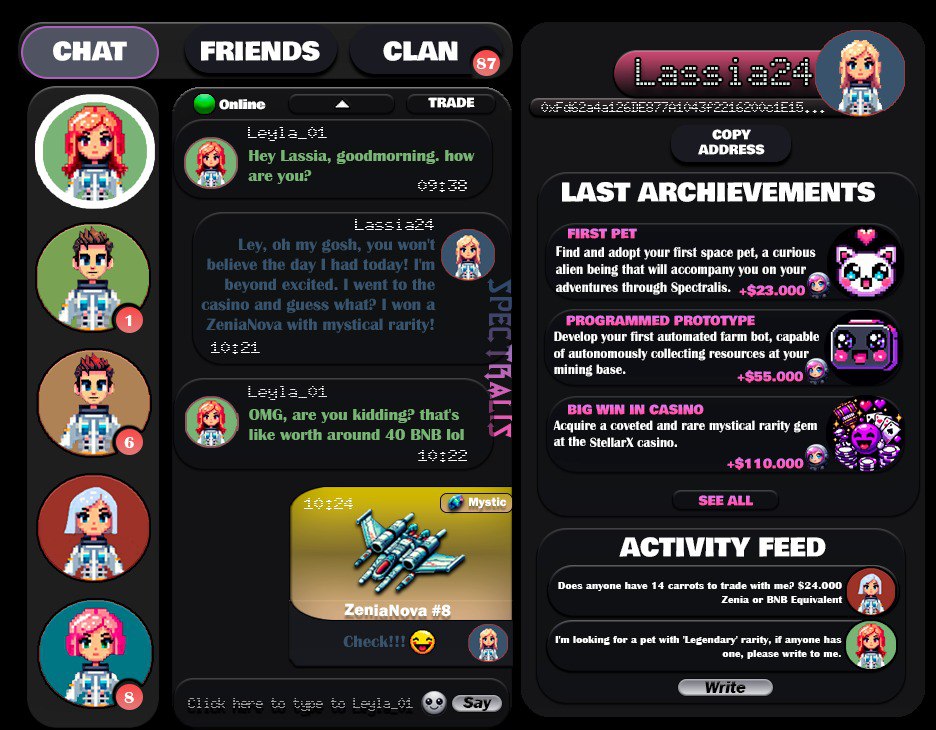 CHAT
FRIENDS
CLAN
87
Online
TRADE
Leyla_01
Hey Lassia, goodmorning. how
are you?
09:38
Lassia24
Ley, oh my gosh, you won't
believe the day I had today! I'm
beyond excited. I went to the
casino and guess what? I won a
ZeniaNova with mystical rarity!
10:21
Leyla_01
OMG, are you kidding? that's
like worth around 40 BNB lol
10:22
SPECTRALIS
10:24
Mystic
ZeniaNova #8
Check!!!
Click here to type to Leyla_01
Say
1
6
8
Lassia24
COPY
ADDRESS
LAST ARCHIEVEMENTS
FIRST PET
Find and adopt your first space pet, a curious
alien being that will accompany you on your
adventures through Spectralis.
+$23.000
PROGRAMMED PROTOTYPE
Develop your first automated farm bot, capable
of autonomously collecting resources at your
mining base.
+$55.000
BIG WIN IN CASINO
Acquire a coveted and rare mystical rarity gem
at the StellarX casino.
+$110.000
SEE ALL
ACTIVITY FEED
Does anyone have 14 carrots to trade with me? $24.000
Zenia or BNB Equivalent
I'm looking for a pet with 'Legendary' rarity, if anyone has
one, please write to me.
Write